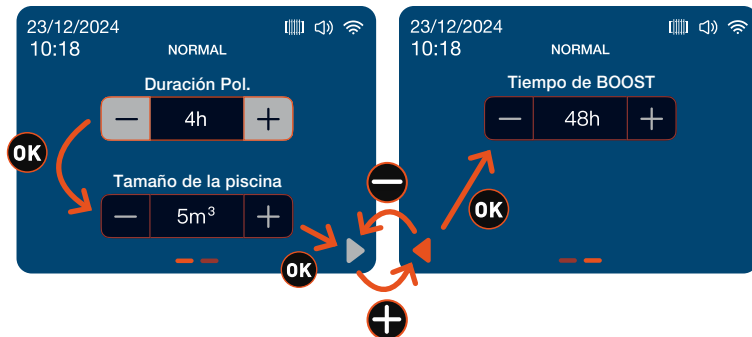 23/12/2024
10:18
NORMAL
Duración Pol.
— 4h +
OK
Tamaño de la piscina
— 5m³ +
OK
23/12/2024
10:18
NORMAL
Tiempo de BOOST
— 48h +
—
OK
+